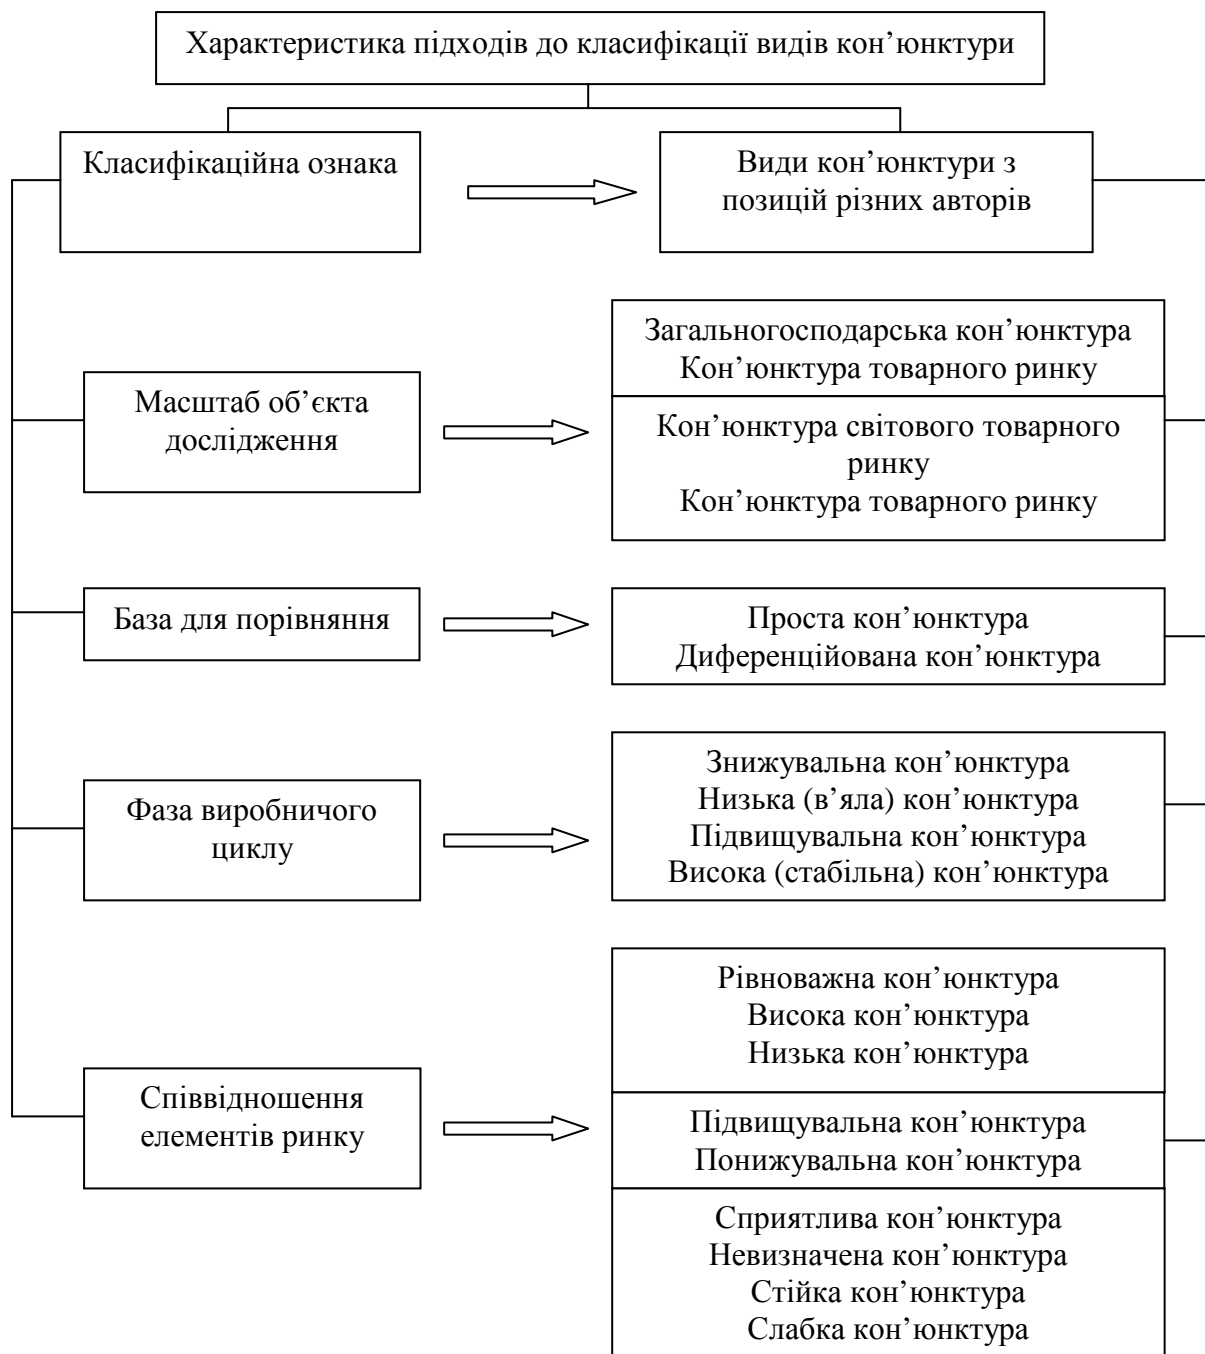 Характеристика підходів до класифікації видів кон’юнктури
Класифікаційна ознака
Види кон’юнктури з
позицій різних авторів
Масштаб об’єкта
дослідження
Загальногосподарська кон’юнктура
Кон’юнктура товарного ринку
Кон’юнктура світового товарного
ринку
Кон’юнктура товарного ринку
База для порівняння
Проста кон’юнктура
Диференційована кон’юнктура
Фаза виробничого
циклу
Знижувальна кон’юнктура
Низька (в’яла) кон’юнктура
Підвищувальна кон’юнктура
Висока (стабільна) кон’юнктура
Співвідношення
елементів ринку
Рівноважна кон’юнктура
Висока кон’юнктура
Низька кон’юнктура
Підвищувальна кон’юнктура
Понижувальна кон’юнктура
Сприятлива кон’юнктура
Невизначена кон’юнктура
Стійка кон’юнктура
Слабка кон’юнктура